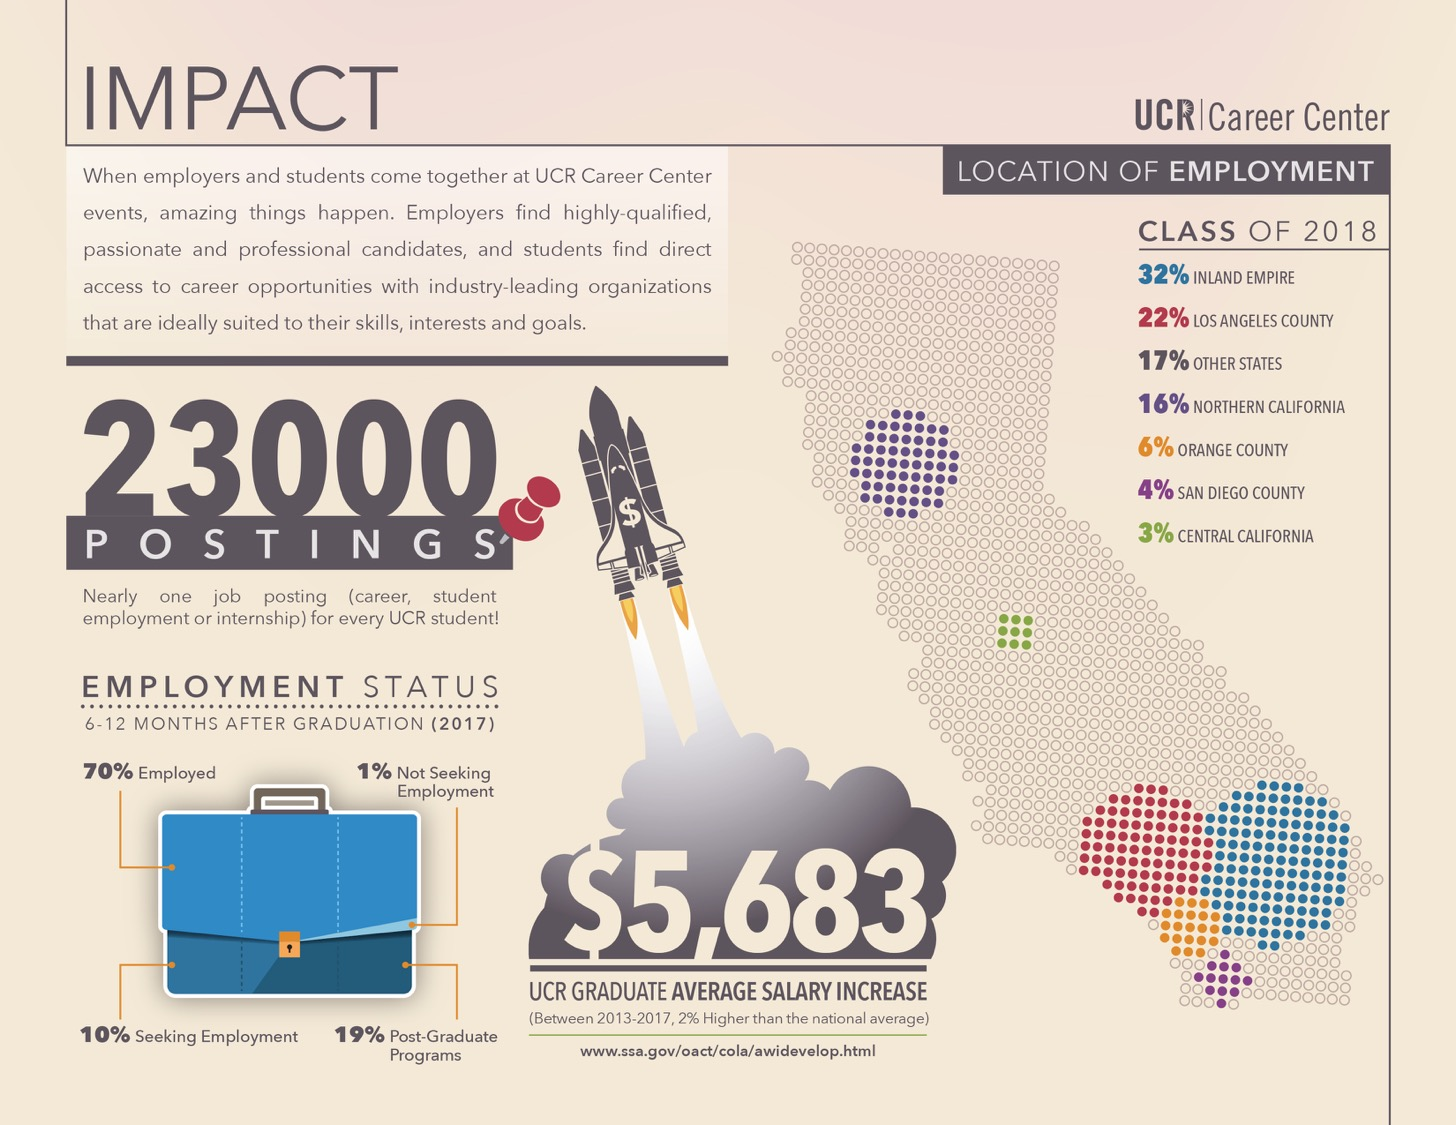 IMPACT
UCR Career Center
When employers and students come together at UCR Career Center
events, amazing things happen. Employers find highly-qualified,
passionate and professional candidates, and students find direct
access to career opportunities with industry-leading organizations
that are ideally suited to their skills, interests and goals.
23000
POSTINGS
Nearly one job posting (career, student
employment or internship) for every UCR student!
EMPLOYMENT STATUS
6-12 MONTHS AFTER GRADUATION (2017)
70% Employed
1% Not Seeking
Employment
10% Seeking Employment
19% Post-Graduate
Programs
$
$5,683
UCR GRADUATE AVERAGE SALARY INCREASE
(Between 2013-2017, 2% Higher than the national average)
www.ssa.gov/oact/cola/awidevelop.html
LOCATION OF EMPLOYMENT
CLASS OF 2018
32% INLAND EMPIRE
22% LOS ANGELES COUNTY
17% OTHER STATES
16% NORTHERN CALIFORNIA
6% ORANGE COUNTY
4% SAN DIEGO COUNTY
3% CENTRAL CALIFORNIA